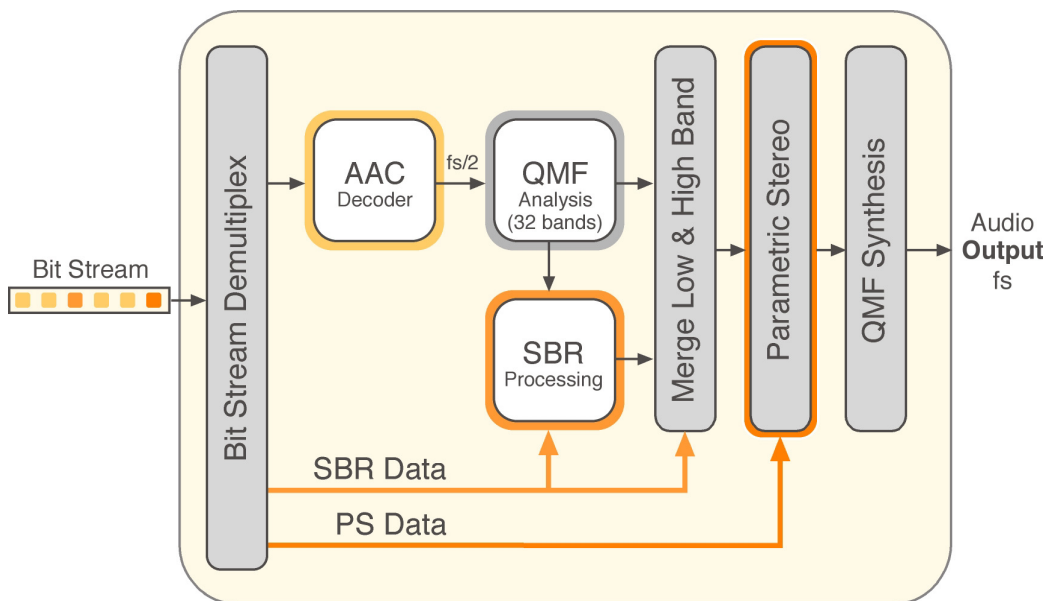 Bit Stream
Bit Stream Demultiplex
AAC
Decoder
fs/2
QMF
Analysis
(32 bands)
SBR
Processing
Merge Low & High Band
Parametric Stereo
QMF Synthesis
Audio
Output
fs
SBR Data
PS Data